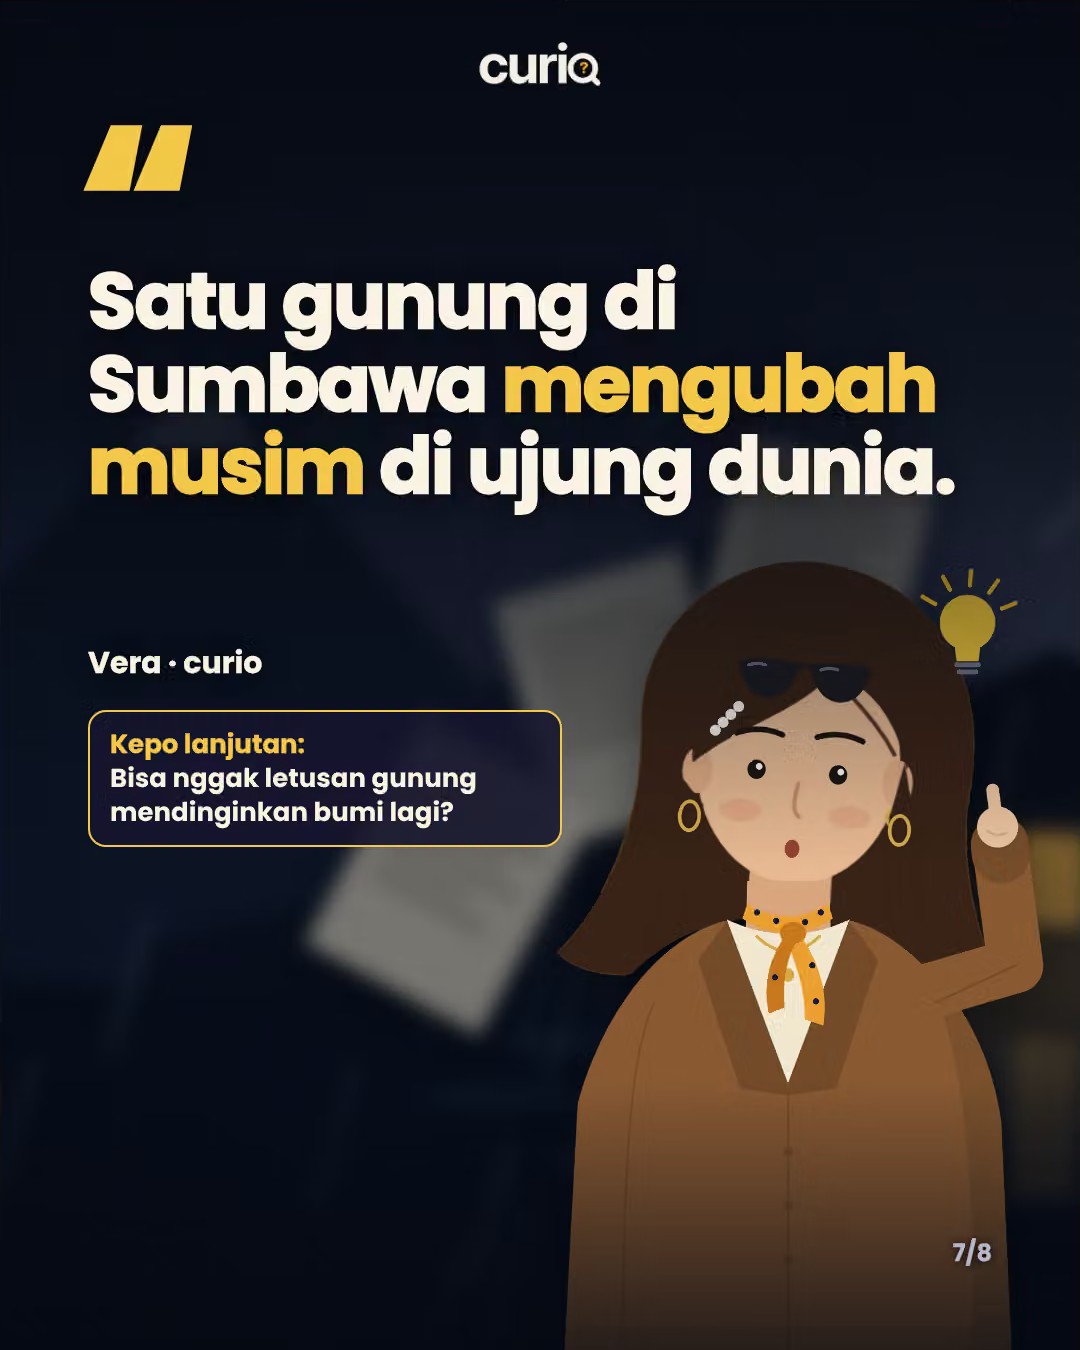 curio
Satu gunung di
Sumbawa mengubah
musim di ujung dunia.
Vera · curio
Kepo lanjutan:
Bisa nggak letusan gunung
mendinginkan bumi lagi?
7/8